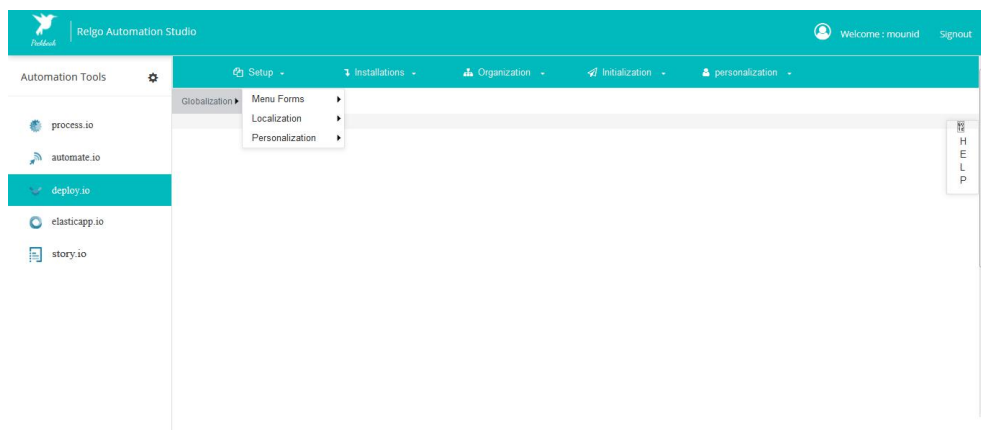 Relgo Automation Studio
Welcome : mounid
Signout
Automation Tools
Setup
Installations
Organization
Initialization
personalization
Globalization
Menu Forms
Localization
Personalization
process.io
automate.io
deploy.io
elasticapp.io
story.io
H
E
L
P